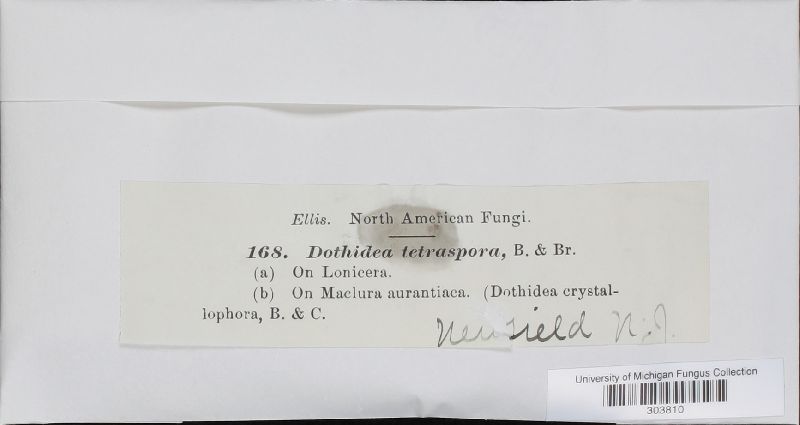 Ellis. North American Fungi.
168. Dothidea tetraspora, B. & Br.
(a) On Lonicera.
(b) On Maclura aurantiaca. (Dothidea crystal-
lophora, B. & C.
Newfield N.J.
University of Michigan Fungus Collection
303810